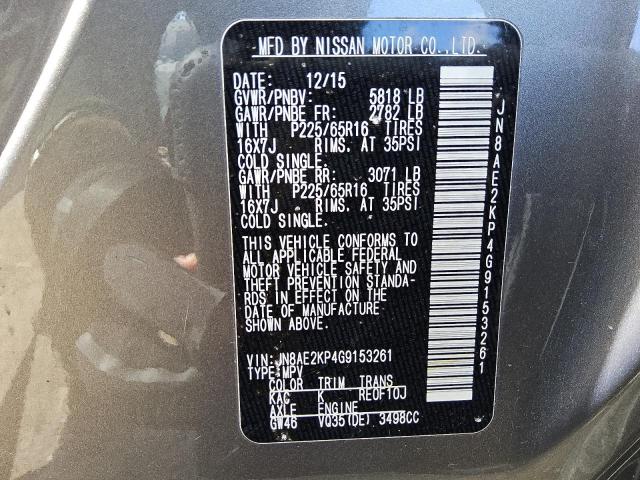 MFD BY NISSAN MOTOR CO.,LTD.
DATE: 12/15
GVWR/PNBV: 5818 LB
GAWR/PNBE FR: 2782 LB
WITH P225/65R16 TIRES
16X7J RIMS. AT 35PSI
COLD SINGLE.
GAWR/PNBE RR: 3071 LB
WITH P225/65R16 TIRES
16X7J RIMS. AT 35PSI
COLD SINGLE.
THIS VEHICLE CONFORMS TO
ALL APPLICABLE FEDERAL
MOTOR VEHICLE SAFETY AND
THEFT PREVENTION STANDA-
RDS IN EFFECT ON THE
DATE OF MANUFACTURE
SHOWN ABOVE.
VIN: JN8AE2KP4G9153261
TYPE: MPV
COLOR TRIM TRANS
KAC K RE0F10J
AXLE ENGINE
GW46 VQ35(DE) 3498CC
JN8AE2KP4G9153261